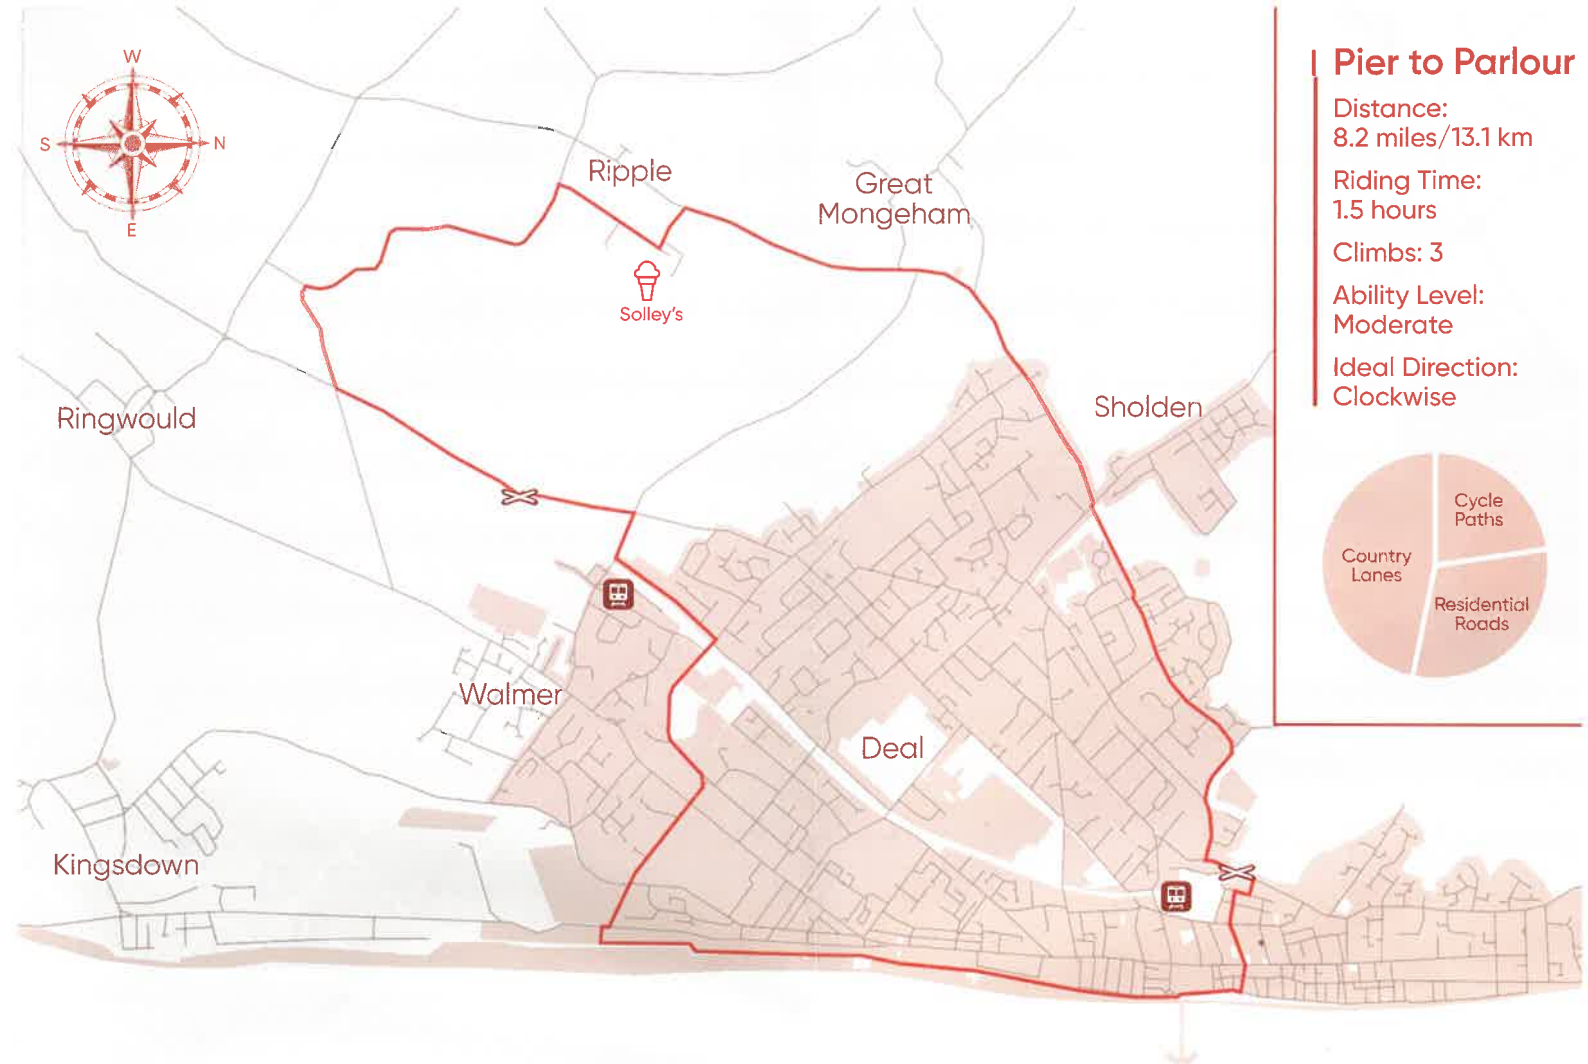 W
S
N
E
Ripple
Great
Mongeham
Solley's
Ringwould
Sholden
Walmer
Deal
Kingsdown
Pier to Parlour
Distance:
8.2 miles/13.1 km
Riding Time:
1.5 hours
Climbs: 3
Ability Level:
Moderate
Ideal Direction:
Clockwise
Cycle
Paths
Country
Lanes
Residential
Roads